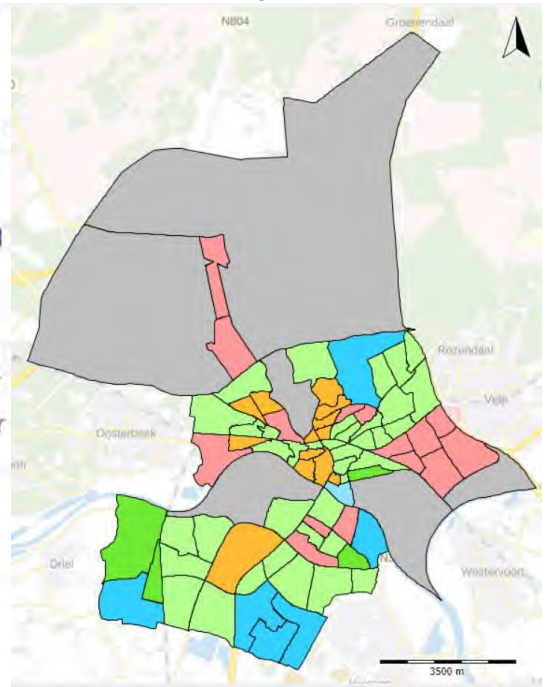 N804
Groenendaal
Rozendaal
Velp
Oosterbeek
Driel
Westervoort
3500 m